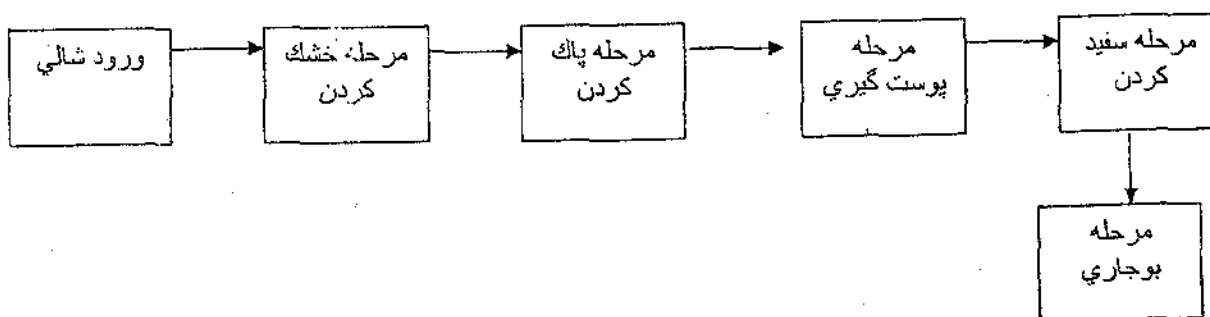 ورود شالي
مرحله خشك
كردن
مرحله پاك
كردن
مرحله
پوست گيري
مرحله سفيد
كردن
مرحله
بوجاري